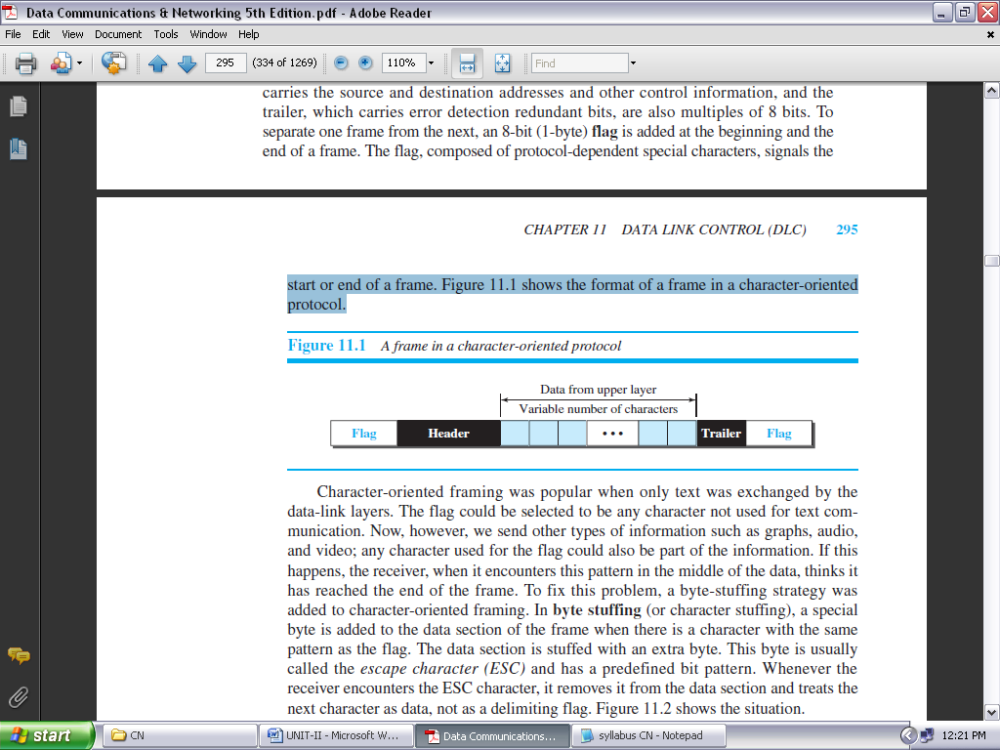 Data Communications & Networking 5th Edition.pdf - Adobe Reader
File Edit View Document Tools Window Help
295 (334 of 1269) 110% Find
carries the source and destination addresses and other control information, and the
trailer, which carries error detection redundant bits, are also multiples of 8 bits. To
separate one frame from the next, an 8-bit (1-byte) flag is added at the beginning and the
end of a frame. The flag, composed of protocol-dependent special characters, signals the
CHAPTER 11 DATA LINK CONTROL (DLC) 295
start or end of a frame. Figure 11.1 shows the format of a frame in a character-oriented
protocol.
Figure 11.1 A frame in a character-oriented protocol
Data from upper layer
Variable number of characters
Flag Header ••• Trailer Flag
Character-oriented framing was popular when only text was exchanged by the
data-link layers. The flag could be selected to be any character not used for text com-
munication. Now, however, we send other types of information such as graphs, audio,
and video; any character used for the flag could also be part of the information. If this
happens, the receiver, when it encounters this pattern in the middle of the data, thinks it
has reached the end of the frame. To fix this problem, a byte-stuffing strategy was
added to character-oriented framing. In byte stuffing (or character stuffing), a special
byte is added to the data section of the frame when there is a character with the same
pattern as the flag. The data section is stuffed with an extra byte. This byte is usually
called the escape character (ESC) and has a predefined bit pattern. Whenever the
receiver encounters the ESC character, it removes it from the data section and treats the
next character as data, not as a delimiting flag. Figure 11.2 shows the situation.
start CN UNIT-II - Microsoft W... Data Communications... syllabus CN - Notepad 12:21 PM